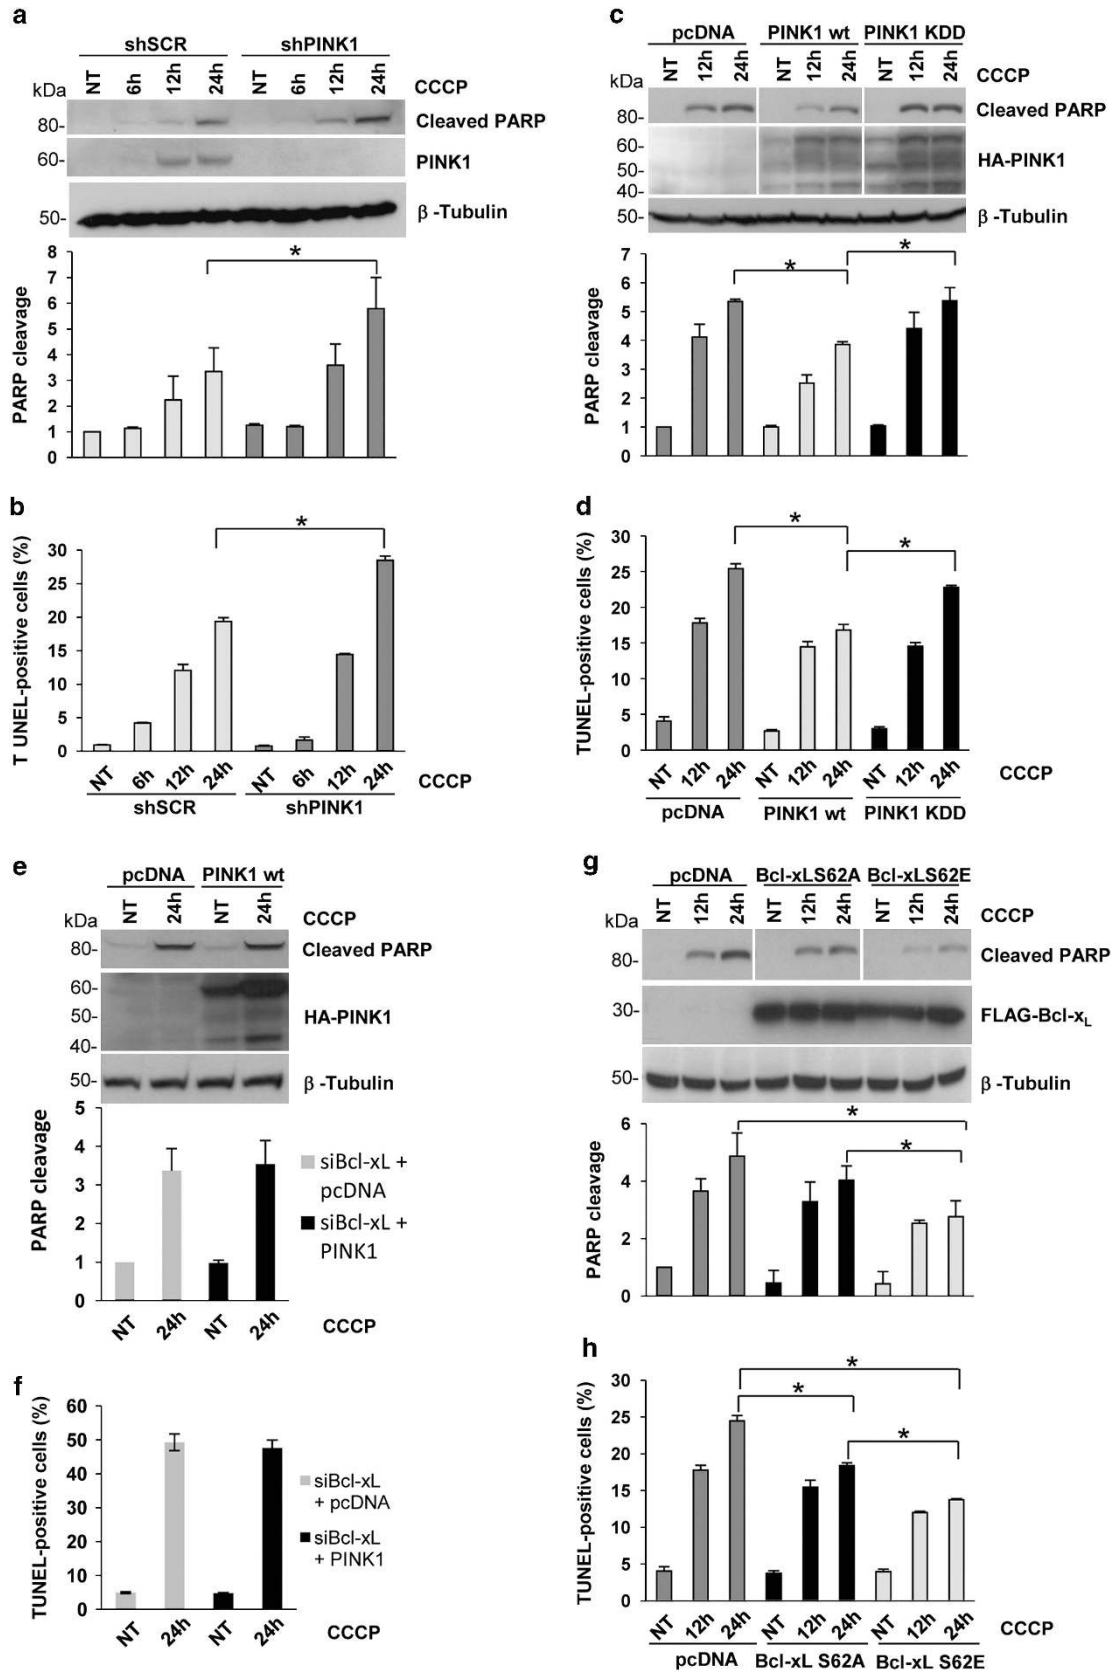 a
shSCR shPINK1
NT 6h 12h 24h NT 6h 12h 24h CCCP
kDa
80- Cleaved PARP
60- PINK1
50- β -Tubulin
PARP cleavage
8
7
6
5
4
3
2
1
0
*
b
T UNEL-positive cells (%)
30
25
20
15
10
5
0
*
NT 6h 12h 24h NT 6h 12h 24h CCCP
shSCR shPINK1
c
pcDNA PINK1 wt PINK1 KDD
NT 12h 24h NT 12h 24h NT 12h 24h CCCP
kDa
80- Cleaved PARP
60-
50- HA-PINK1
40-
50- β -Tubulin
PARP cleavage
7
6
5
4
3
2
1
0
* *
d
TUNEL-positive cells (%)
30
25
20
15
10
5
0
* *
NT 12h 24h NT 12h 24h NT 12h 24h CCCP
pcDNA PINK1 wt PINK1 KDD
e
pcDNA PINK1 wt
NT 24h NT 24h CCCP
kDa
80- Cleaved PARP
60-
50- HA-PINK1
40-
50- β -Tubulin
PARP cleavage
5
4
3
2
1
0
siBcl-xL +
pcDNA
siBcl-xL +
PINK1
NT 24h NT 24h CCCP
f
TUNEL-positive cells (%)
60
50
40
30
20
10
0
siBcl-xL
+ pcDNA
siBcl-xL
+ PINK1
NT 24h NT 24h CCCP
g
pcDNA Bcl-xLS62A Bcl-xLS62E
NT 12h 24h NT 12h 24h NT 12h 24h CCCP
kDa
80- Cleaved PARP
30- FLAG-Bcl-xL
50- β -Tubulin
PARP cleavage
6
4
2
0
*
*
h
TUNEL-positive cells (%)
30
25
20
15
10
5
0
*
*
*
NT 12h 24h NT 12h 24h NT 12h 24h CCCP
pcDNA Bcl-xL S62A Bcl-xL S62E